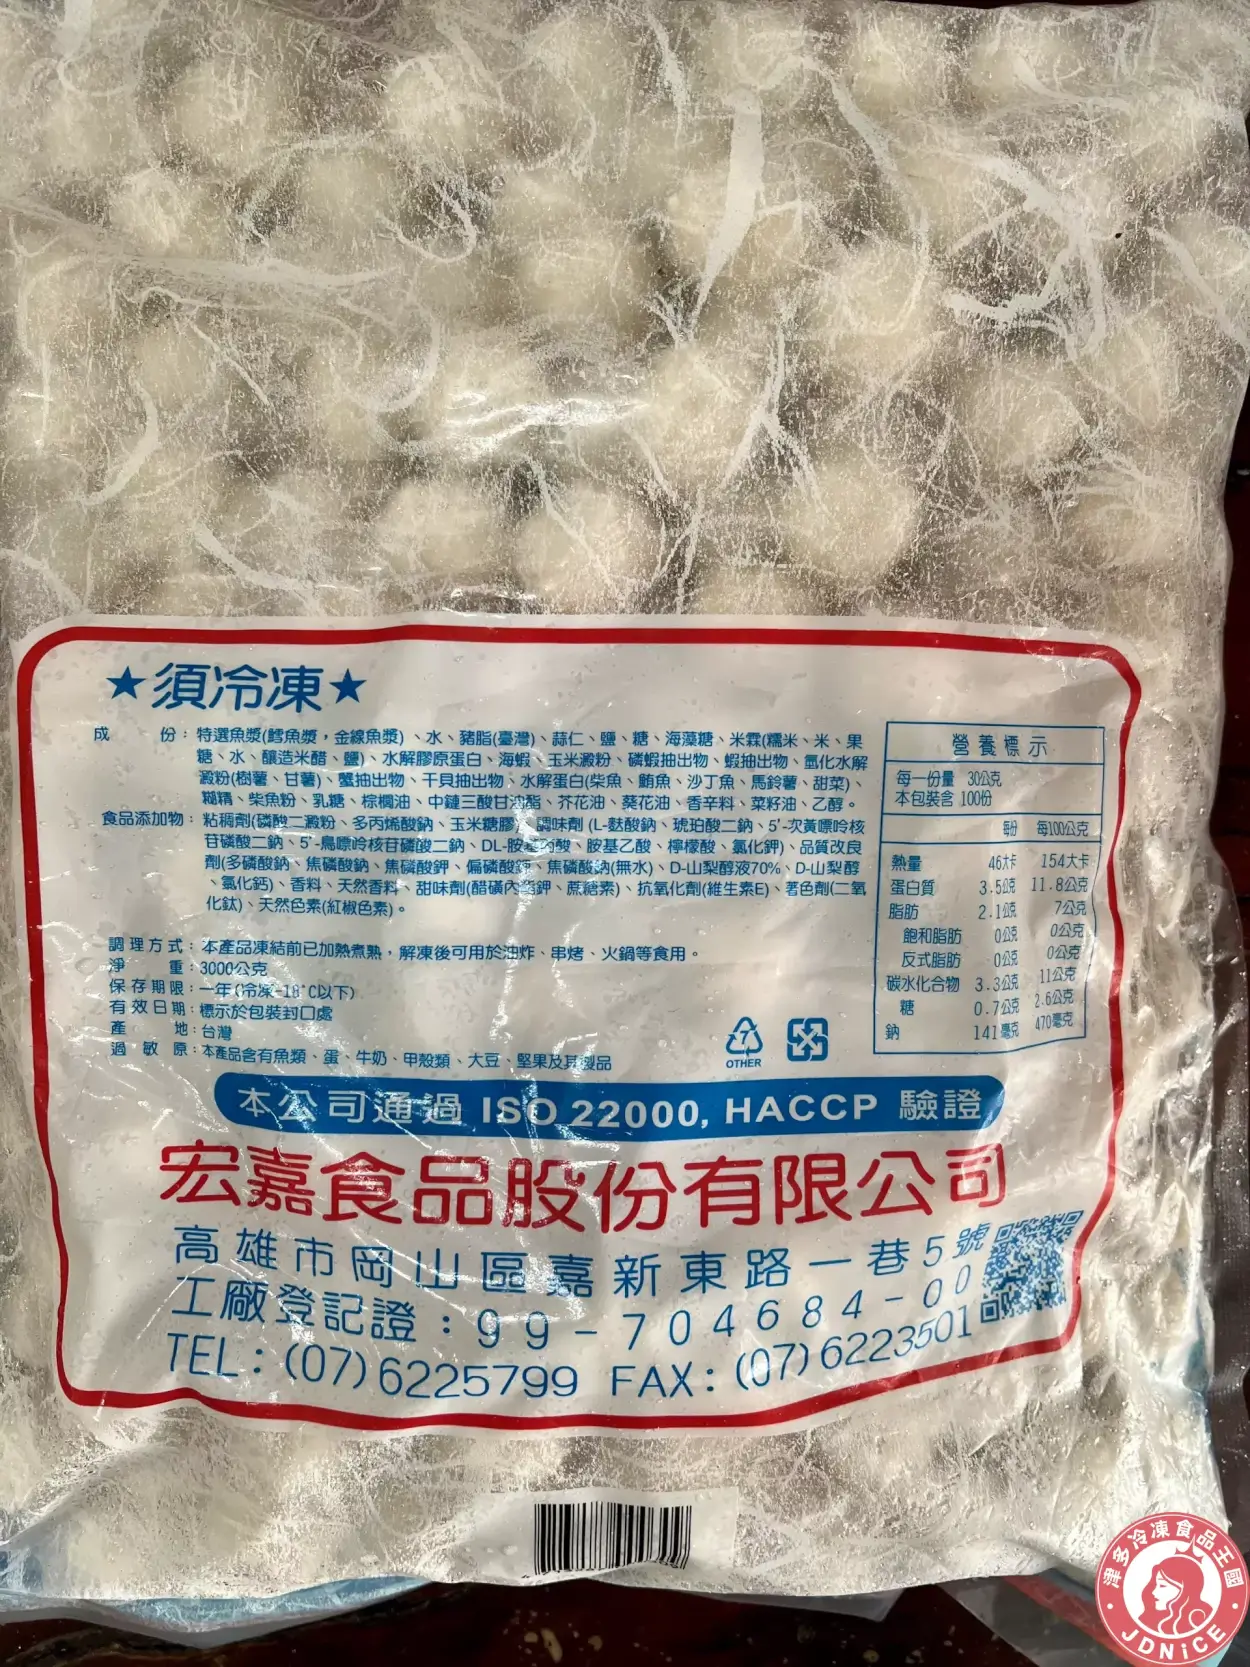 ★須冷凍★
成份：特選魚漿(鱈魚漿，金線魚漿)、水、豬脂(臺灣)、蒜仁、鹽、糖、海藻糖、米霖(糯米、米、果
糖、水、釀造米醋、鹽)、水解膠原蛋白、海蝦、玉米澱粉、磷蝦抽出物、蝦抽出物、氫化水解
澱粉(樹薯、甘薯)、蟹抽出物、干貝抽出物、水解蛋白(柴魚、鮪魚、沙丁魚、馬鈴薯、甜菜)、
糊精、柴魚粉、乳糖、棕櫚油、中鏈三酸甘油酯、芥花油、葵花油、香辛料、菜籽油、乙醇。
食品添加物：粘稠劑(磷酸二澱粉、多丙烯酸鈉、玉米糖膠)、調味劑(L-麩酸鈉、琥珀酸二鈉、5'-次黃嘌呤核
苷磷酸二鈉、5'-鳥嘌呤核苷磷酸二鈉、DL-胺基丙酸、胺基乙酸、檸檬酸、氯化鉀)、品質改良
劑(多磷酸鈉、焦磷酸鈉、焦磷酸鉀、偏磷酸鉀、焦磷酸鈉(無水)、D-山梨醇液70%、D-山梨醇
、氯化鈣)、香料、天然香料、甜味劑(醋磺內酯鉀、蔗糖素)、抗氧化劑(維生素E)、著色劑(二氧
化鈦)、天然色素(紅椒色素)。
調理方式：本產品凍結前已加熱煮熟，解凍後可用於油炸、串烤、火鍋等食用。
淨重：3000公克
保存期限：一年(冷凍-18°C以下)
有效日期：標示於包裝封口處
產地：台灣
過敏原：本產品含有魚類、蛋、牛奶、甲殼類、大豆、堅果及其製品
營養標示
每一份量 30公克
本包裝含 100份
每份 每100公克
熱量 46大卡 154大卡
蛋白質 3.5公克 11.8公克
脂肪 2.1公克 7公克
飽和脂肪 0公克 0公克
反式脂肪 0公克 0公克
碳水化合物 3.3公克 11公克
糖 0.7公克 2.6公克
鈉 141毫克 470毫克
7
OTHER
本公司通過 ISO 22000, HACCP 驗證
宏嘉食品股份有限公司
高雄市岡山區嘉新東路一巷5號
工廠登記證：99-704684-00
TEL：(07)6225799 FAX：(07)6223501
津多冷凍食品王國
JDNiCE